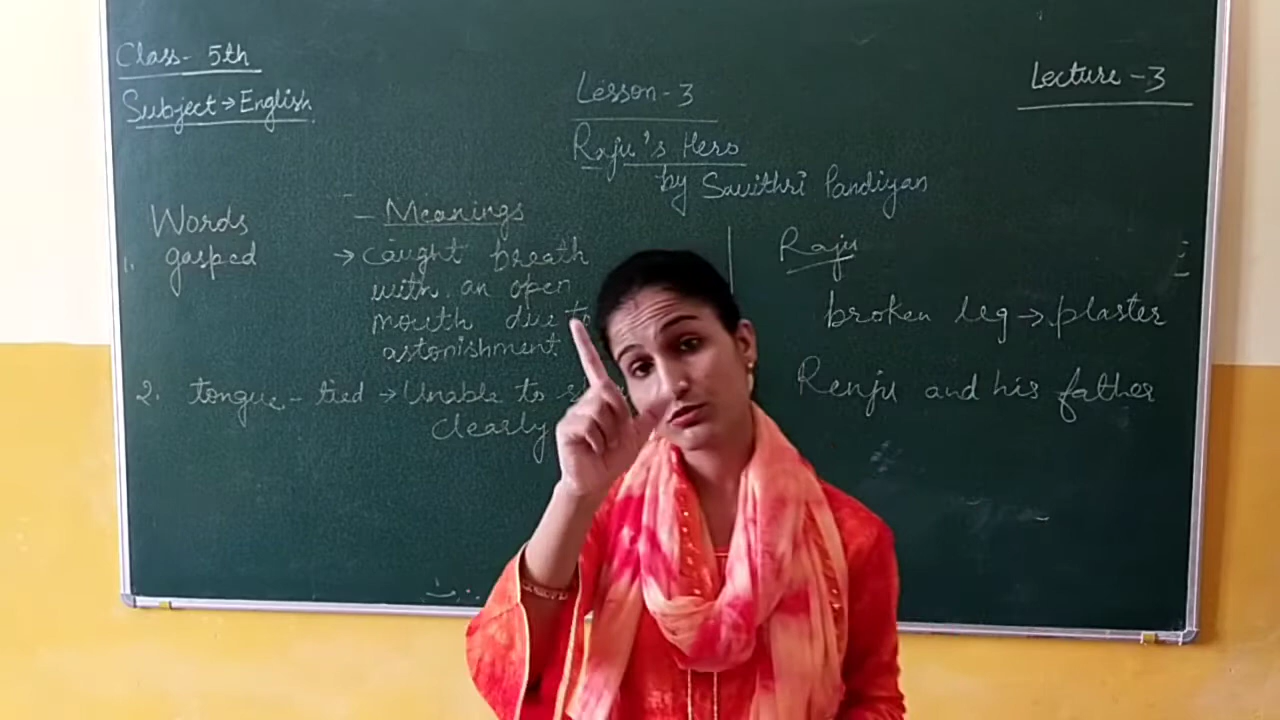 Class- 5th
Subject → English
Lecture - 3
Lesson - 3
Raju's Hero
by Savithri Pandiyan
Words - Meanings
1. gasped → caught breath
with an open
mouth due to
astonishment
2. tongue - tied → Unable to
clearly
Raju
broken leg → plaster
Renju and his father